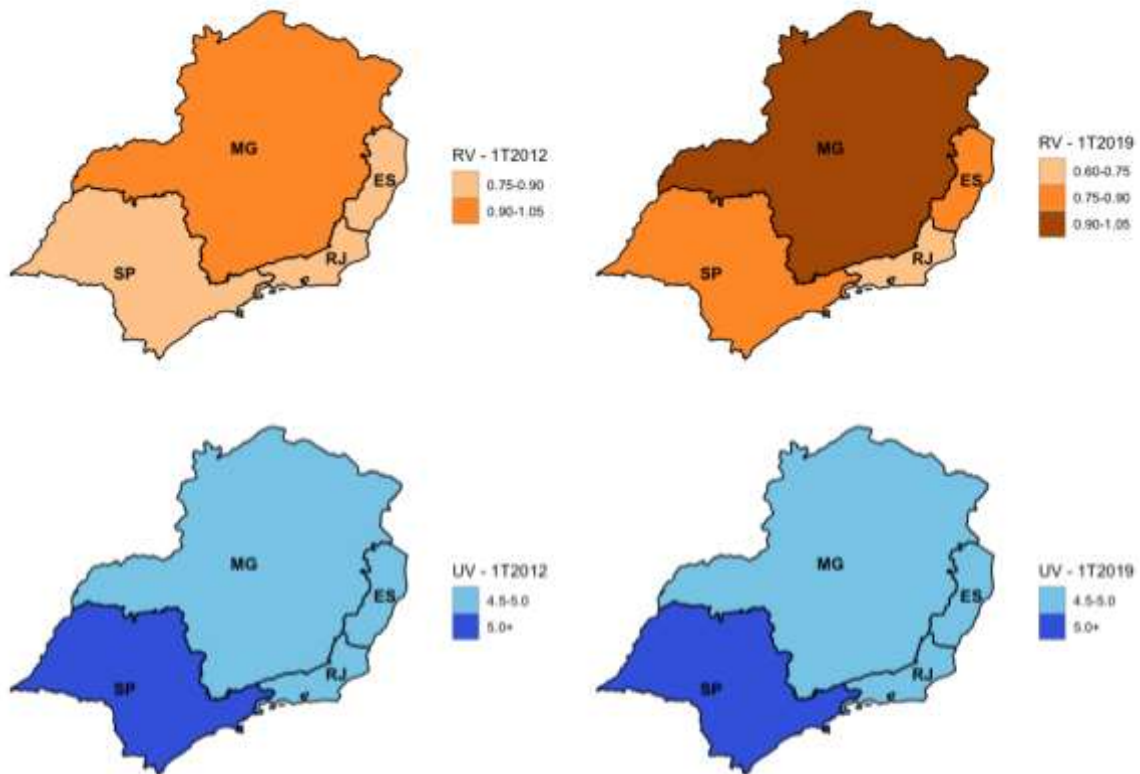 RV - 1T2012
0.75-0.90
0.90-1.05
MG
ES
SP
RJ
RV - 1T2019
0.60-0.75
0.75-0.90
0.90-1.05
MG
ES
SP
RJ
UV - 1T2012
4.5-5.0
5.0+
MG
ES
SP
RJ
UV - 1T2019
4.5-5.0
5.0+
MG
ES
SP
RJ